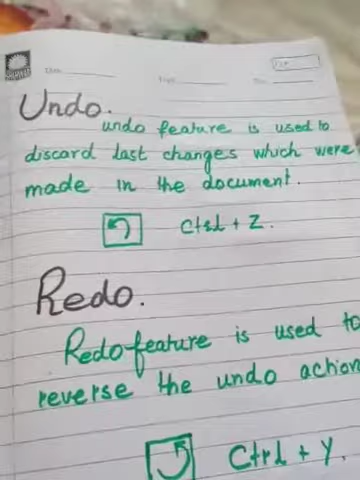 Undo.
undo feature is used to
discard last changes which were
made in the document.
Ctrl + Z.
Redo.
Redo feature is used to
reverse the undo action
Ctrl + Y.